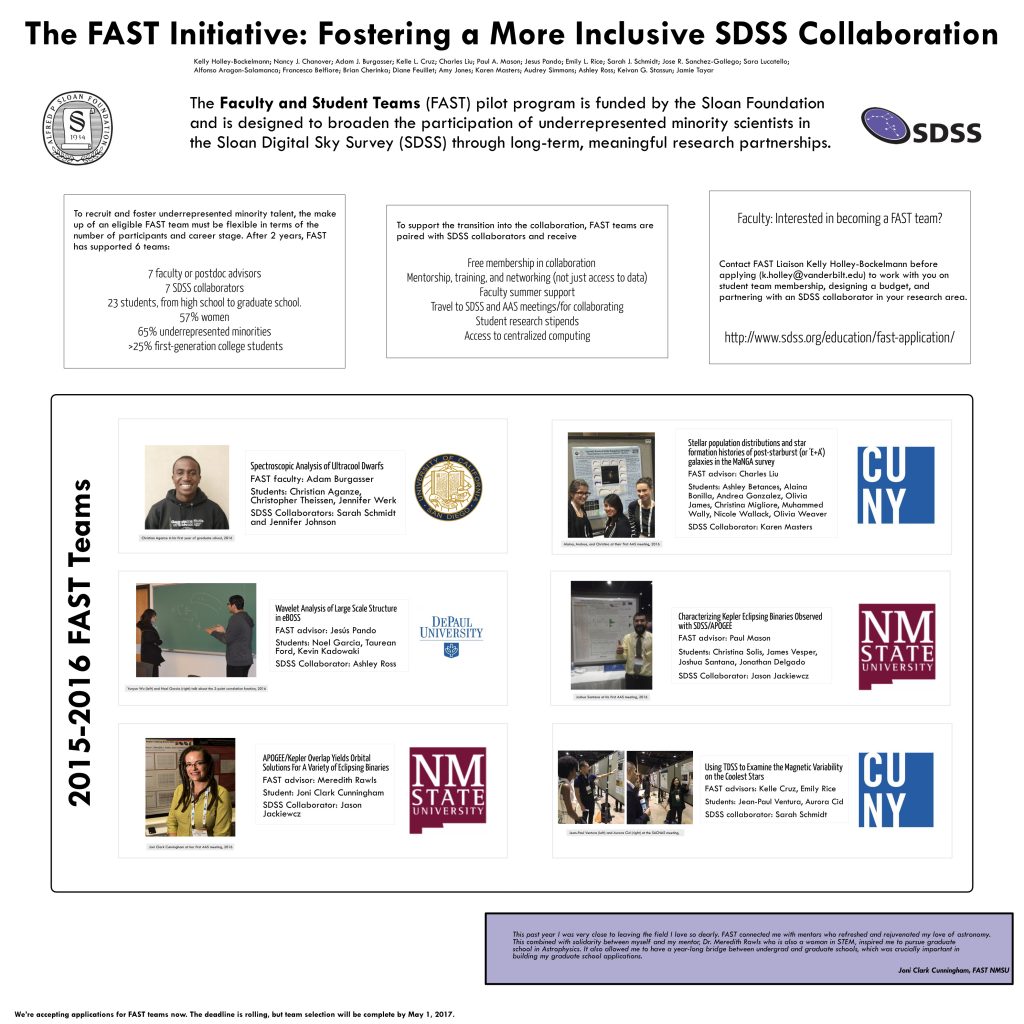 The FAST Initiative: Fostering a More Inclusive SDSS Collaboration
Kelly Holley-Bockelmann; Nancy J. Chanover; Adam J. Burgasser; Kelle L. Cruz; Charles Liu; Paul A. Mason; Jesus Pando; Emily L. Rice; Sarah J. Schmidt; Jose R. Sanchez-Gallego; Sara Lucatello;
Alfonso Aragon-Salamanca; Francesco Belfiore; Brian Cherinka; Diane Feuillet; Amy Jones; Karen Masters; Audrey Simmons; Ashley Ross; Keivan G. Stassun; Jamie Tayar
ALFRED P. SLOAN FOUNDATION
S
1934
The Faculty and Student Teams (FAST) pilot program is funded by the Sloan Foundation
and is designed to broaden the participation of underrepresented minority scientists in
the Sloan Digital Sky Survey (SDSS) through long-term, meaningful research partnerships.
SDSS
To recruit and foster underrepresented minority talent, the make
up of an eligible FAST team must be flexible in terms of the
number of participants and career stage. After 2 years, FAST
has supported 6 teams:
7 faculty or postdoc advisors
7 SDSS collaborators
23 students, from high school to graduate school.
57% women
65% underrepresented minorities
>25% first-generation college students
To support the transition into the collaboration, FAST teams are
paired with SDSS collaborators and receive
Free membership in collaboration
Mentorship, training, and networking (not just access to data)
Faculty summer support
Travel to SDSS and AAS meetings/for collaborating
Student research stipends
Access to centralized computing
Faculty: Interested in becoming a FAST team?
Contact FAST Liaison Kelly Holley-Bockelmann before
applying (k.holley@vanderbilt.edu) to work with you on
student team membership, designing a budget, and
partnering with an SDSS collaborator in your research area.
http://www.sdss.org/education/fast-application/
2015-2016 FAST Teams
Spectroscopic Analysis of Ultracool Dwarfs
FAST faculty: Adam Burgasser
Students: Christian Aganze,
Christopher Theissen, Jennifer Werk
SDSS Collaborators: Sarah Schmidt
and Jennifer Johnson
Christian Aganze in his first year of graduate school, 2016
UNIVERSITY OF CALIFORNIA
SAN DIEGO
Stellar population distributions and star
formation histories of post-starburst (or 'E+A')
galaxies in the MaNGA survey
FAST advisor: Charles Liu
Students: Ashley Betances, Alaina
Bonilla, Andrea Gonzalez, Olivia
James, Christina Migliore, Muhammed
Wally, Nicole Wallack, Olivia Weaver
SDSS Collaborator: Karen Masters
Alaina, Andrea, and Christina at their first AAS meeting, 2016
CU
NY
Wavelet Analysis of Large Scale Structure
in eBOSS
FAST advisor: Jesús Pando
Students: Noel Garcia, Taurean
Ford, Kevin Kadowaki
SDSS Collaborator: Ashley Ross
(left) and Noel Garcia (right) talk about the 2-point correlation function, 2016
DEPAUL
UNIVERSITY
Characterizing Kepler Eclipsing Binaries Observed
with SDSS/APOGEE
FAST advisor: Paul Mason
Students: Christina Solis, James Vesper,
Joshua Santana, Jonathan Delgado
SDSS Collaborator: Jason Jackiewcz
Joshua Santana at his first AAS meeting, 2016
NM
STATE
UNIVERSITY
APOGEE/Kepler Overlap Yields Orbital
Solutions For A Variety of Eclipsing Binaries
FAST advisor: Meredith Rawls
Student: Joni Clark Cunningham
SDSS Collaborator: Jason
Jackiewcz
Joni Clark Cunningham at her first AAS meeting, 2016
NM
STATE
UNIVERSITY
Using TDSS to Examine the Magnetic Variability
on the Coolest Stars
FAST advisors: Kelle Cruz, Emily Rice
Students: Jean-Paul Ventura, Aurora Cid
SDSS collaborator: Sarah Schmidt
Jean-Paul Ventura (left) and Aurora Cid (right) at the SACNAS meeting,
CU
NY
This past year I was very close to leaving the field I love so dearly. FAST connected me with mentors who refreshed and rejuvenated my love of astronomy.
This combined with solidarity between myself and my mentor, Dr. Meredith Rawls who is also a woman in STEM, inspired me to pursue graduate
school in Astrophysics. It also allowed me to have a year-long bridge between undergrad and graduate schools, which was crucially important in
building my graduate school applications.
Joni Clark Cunningham, FAST NMSU
We're accepting applications for FAST teams now. The deadline is rolling, but team selection will be complete by May 1, 2017.